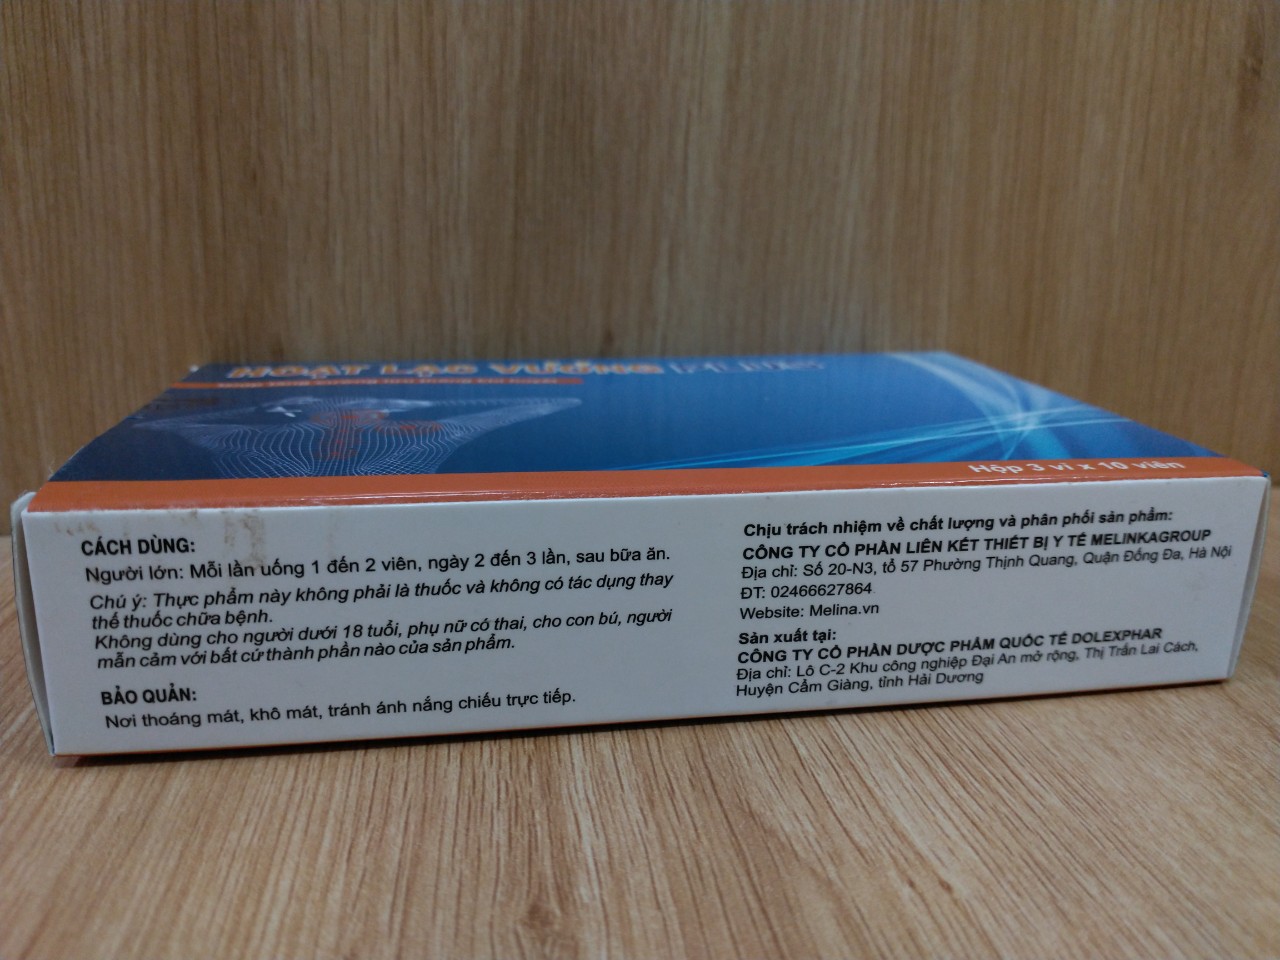 HOẠT LẠC VƯƠNG PLUS
Hộp 3 vỉ x 10 viên
CÁCH DÙNG:
Người lớn: Mỗi lần uống 1 đến 2 viên, ngày 2 đến 3 lần, sau bữa ăn.
Chú ý: Thực phẩm này không phải là thuốc và không có tác dụng thay
thế thuốc chữa bệnh.
Không dùng cho người dưới 18 tuổi, phụ nữ có thai, cho con bú, người
mẫn cảm với bất cứ thành phần nào của sản phẩm.
BẢO QUẢN:
Nơi thoáng mát, khô mát, tránh ánh nắng chiếu trực tiếp.
Chịu trách nhiệm về chất lượng và phân phối sản phẩm:
CÔNG TY CỔ PHẦN LIÊN KẾT THIẾT BỊ Y TẾ MELINKAGROUP
Địa chỉ: Số 20-N3, tổ 57 Phường Thịnh Quang, Quận Đống Đa, Hà Nội
ĐT: 02466627864
Website: Melina.vn
Sản xuất tại:
CÔNG TY CỔ PHẦN DƯỢC PHẨM QUỐC TẾ DOLEXPHAR
Địa chỉ: Lô C-2 Khu công nghiệp Đại An mở rộng, Thị Trấn Lai Cách,
Huyện Cẩm Giàng, tỉnh Hải Dương